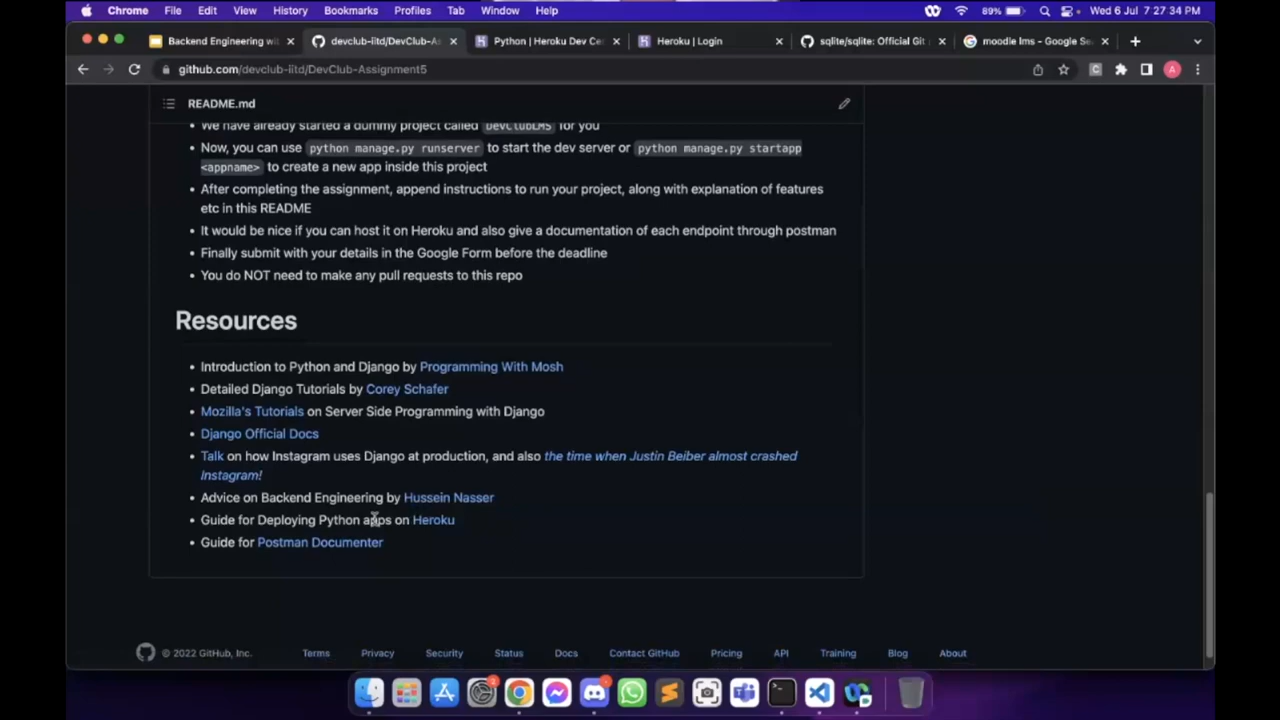 Chrome File Edit View History Bookmarks Profiles Tab Window Help 89% Wed 6 Jul 7:27:34 PM
Backend Engineering wi devclub-iitd/DevClub-As Python | Heroku Dev Ce Heroku | Login sqlite/sqlite: Official Git moodle lms - Google Se
github.com/devclub-iitd/DevClub-Assignment5
README.md
We have already started a dummy project called DevClubLMS for you
Now, you can use python manage.py runserver to start the dev server or python manage.py startapp
<appname> to create a new app inside this project
After completing the assignment, append instructions to run your project, along with explanation of features
etc in this README
It would be nice if you can host it on Heroku and also give a documentation of each endpoint through postman
Finally submit with your details in the Google Form before the deadline
You do NOT need to make any pull requests to this repo
Resources
Introduction to Python and Django by Programming With Mosh
Detailed Django Tutorials by Corey Schafer
Mozilla's Tutorials on Server Side Programming with Django
Django Official Docs
Talk on how Instagram uses Django at production, and also the time when Justin Beiber almost crashed
Instagram!
Advice on Backend Engineering by Hussein Nasser
Guide for Deploying Python apps on Heroku
Guide for Postman Documenter
© 2022 GitHub, Inc. Terms Privacy Security Status Docs Contact GitHub Pricing API Training Blog About